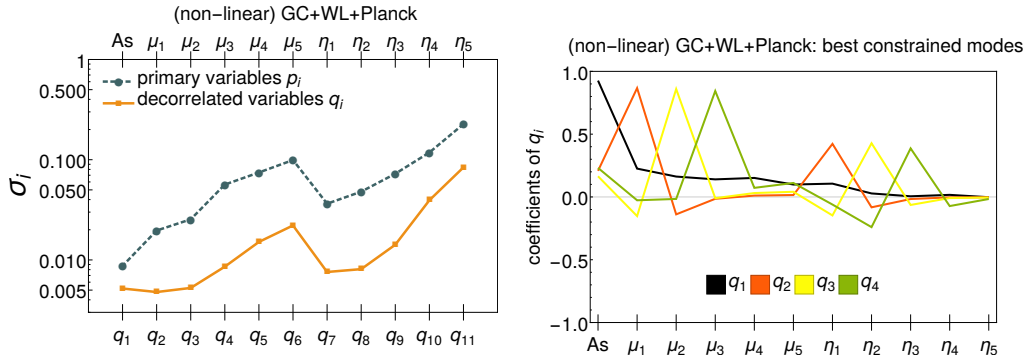 (non−linear) GC+WL+Planck
As μ₁ μ₂ μ₃ μ₄ μ₅ η₁ η₂ η₃ η₄ η₅
1
0.500
0.100
0.050
0.010
0.005
σᵢ
primary variables pᵢ
decorrelated variables qᵢ
q₁ q₂ q₃ q₄ q₅ q₆ q₇ q₈ q₉ q₁₀ q₁₁
(non−linear) GC+WL+Planck: best constrained modes
1.0
0.5
0.0
−0.5
−1.0
coefficients of qᵢ
q₁ q₂ q₃ q₄
As μ₁ μ₂ μ₃ μ₄ μ₅ η₁ η₂ η₃ η₄ η₅